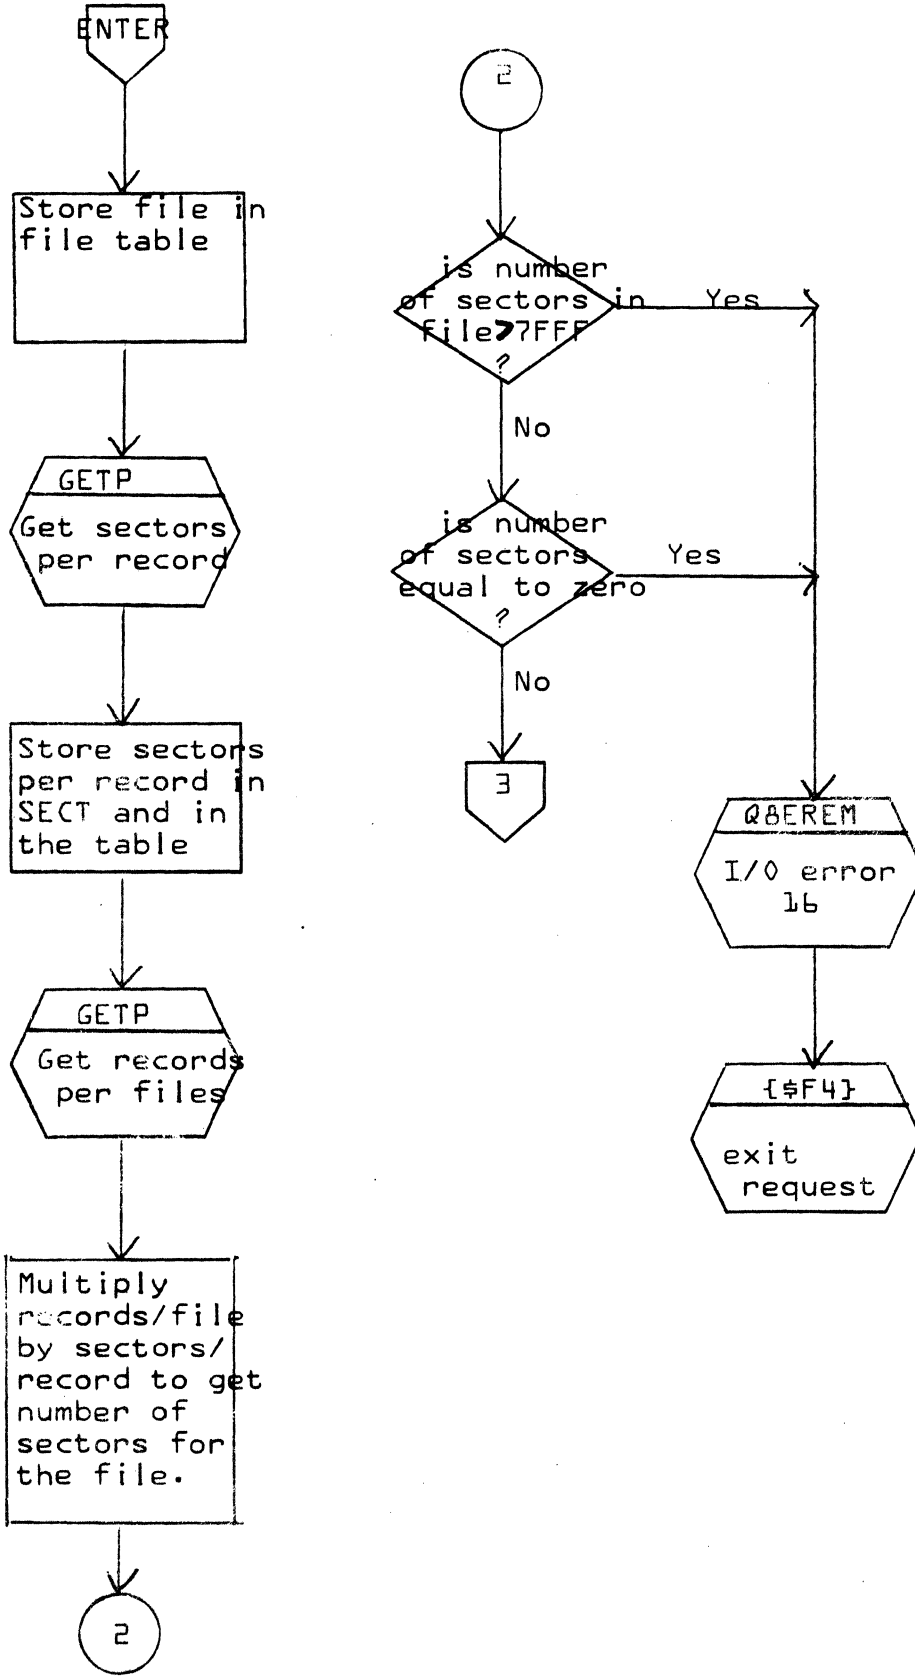 ENTER
Store file in
file table
GETP
Get sectors
per record
Store sectors
per record in
SECT and in
the table
GETP
Get records
per files
Multiply
records/file
by sectors/
record to get
number of
sectors for
the file.
2
2
is number
of sectors in
file>7FFF
?
Yes
No
is number
of sectors
equal to zero
?
Yes
No
3
Q8EREM
I/O error
16
{$F4}
exit
request